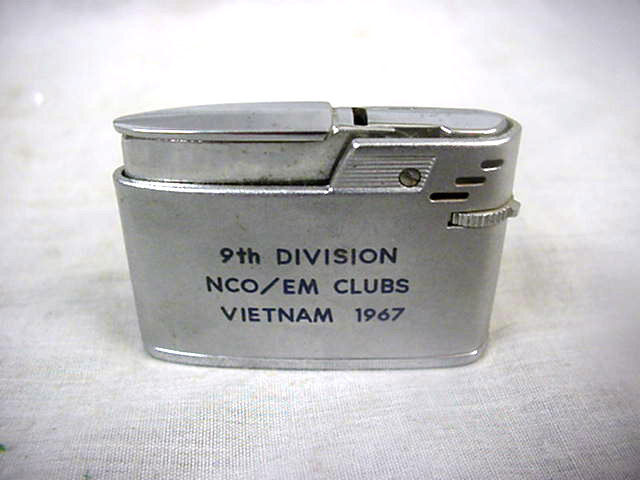 9th DIVISION
NCO/EM CLUBS
VIETNAM 1967